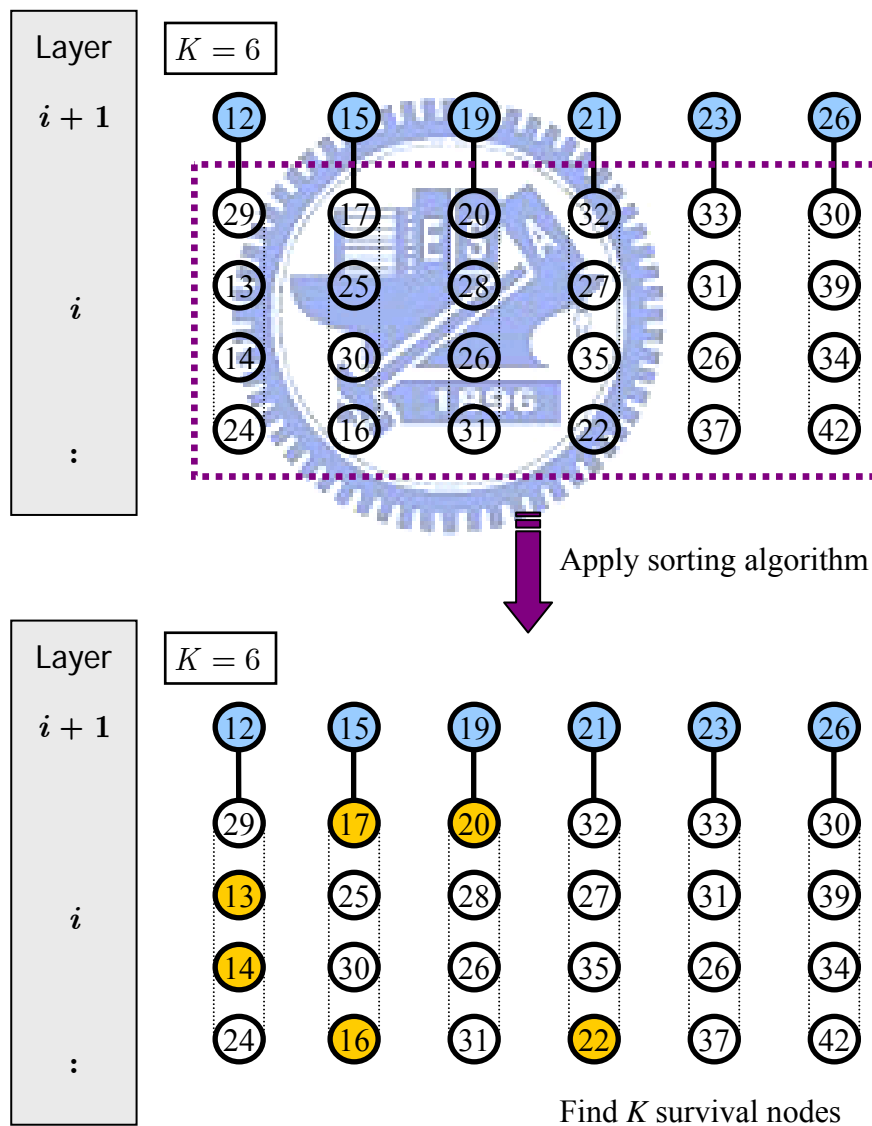 Layer
K = 6
i + 1
12 15 19 21 23 26
29 17 20 32 33 30
13 25 28 27 31 39
i
14 30 26 35 26 34
24 16 31 22 37 42
:
E S A
1896
Apply sorting algorithm
Layer
K = 6
i + 1
12 15 19 21 23 26
29 17 20 32 33 30
13 25 28 27 31 39
i
14 30 26 35 26 34
24 16 31 22 37 42
:
Find K survival nodes